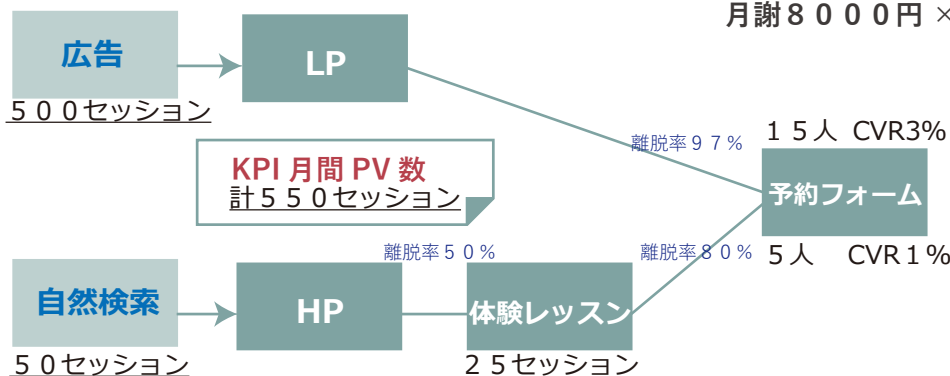 月謝８０００円 ×
広告
LP
５００セッション
離脱率９７%
１５人 CVR3%
KPI 月間 PV 数
計５５０セッション
予約フォーム
離脱率５０%
離脱率８０%
５人 CVR１%
自然検索
HP
体験レッスン
５０セッション
２５セッション